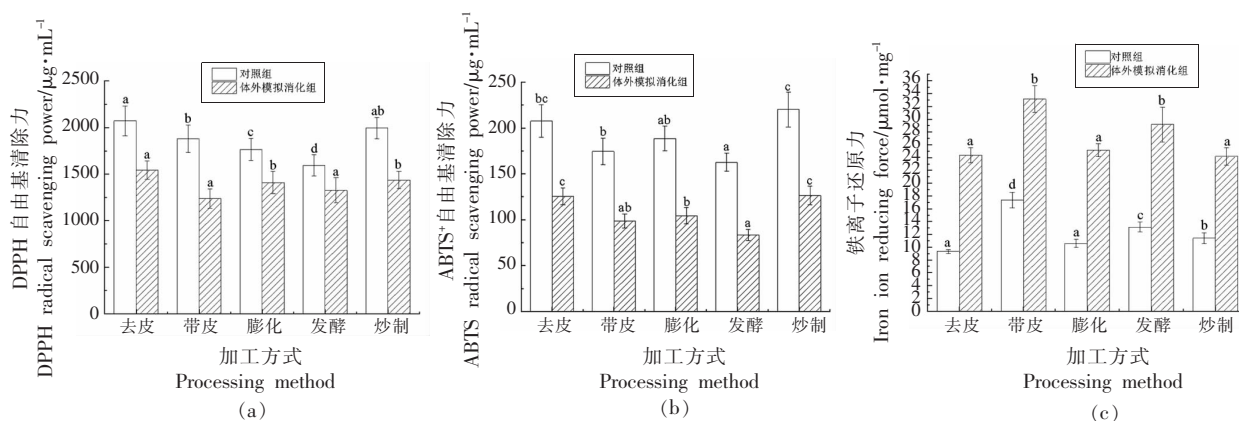 DPPH 自由基清除力
DPPH radical scavenging power/μg·mL⁻¹
2500
2000
1500
1000
500
0
对照组
体外模拟消化组
a
a
b
a
c
b
d
a
ab
b
去皮 带皮 膨化 发酵 炒制
加工方式
Processing method
(a)
ABTS⁺自由基清除力
ABTS radical scavenging power/μg·mL⁻¹
250
200
150
100
50
0
对照组
体外模拟消化组
bc
c
b
ab
ab
b
a
a
c
c
去皮 带皮 膨化 发酵 炒制
加工方式
Processing method
(b)
铁离子还原力
Iron ion reducing force/μmol·mg⁻¹
36
34
32
30
28
26
24
22
20
18
16
14
12
10
8
6
4
2
0
对照组
体外模拟消化组
a
a
d
b
a
a
c
b
b
a
去皮 带皮 膨化 发酵 炒制
加工方式
Processing method
(c)